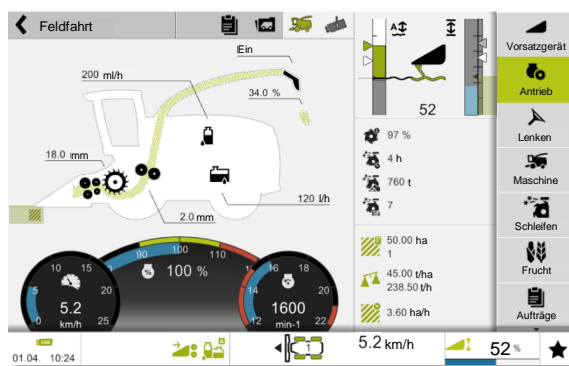 Feldfahrt
Vorsatzgerät
Ein
A
200 ml/h
34.0 %
52
Antrieb
97 %
Lenken
18.0 mm
4 h
760 t
Maschine
120 l/h
7
2.0 mm
Schleifen
50.00 ha
1
90 100 110
100 %
45.00 t/ha
238.50 t/h
Frucht
0 5 10 15 20 25
5.2
km/h
12 14 16 18 20 22
1600
min-1
3.60 ha/h
Aufträge
01.04. 10:24
A
1
5.2 km/h
52 %